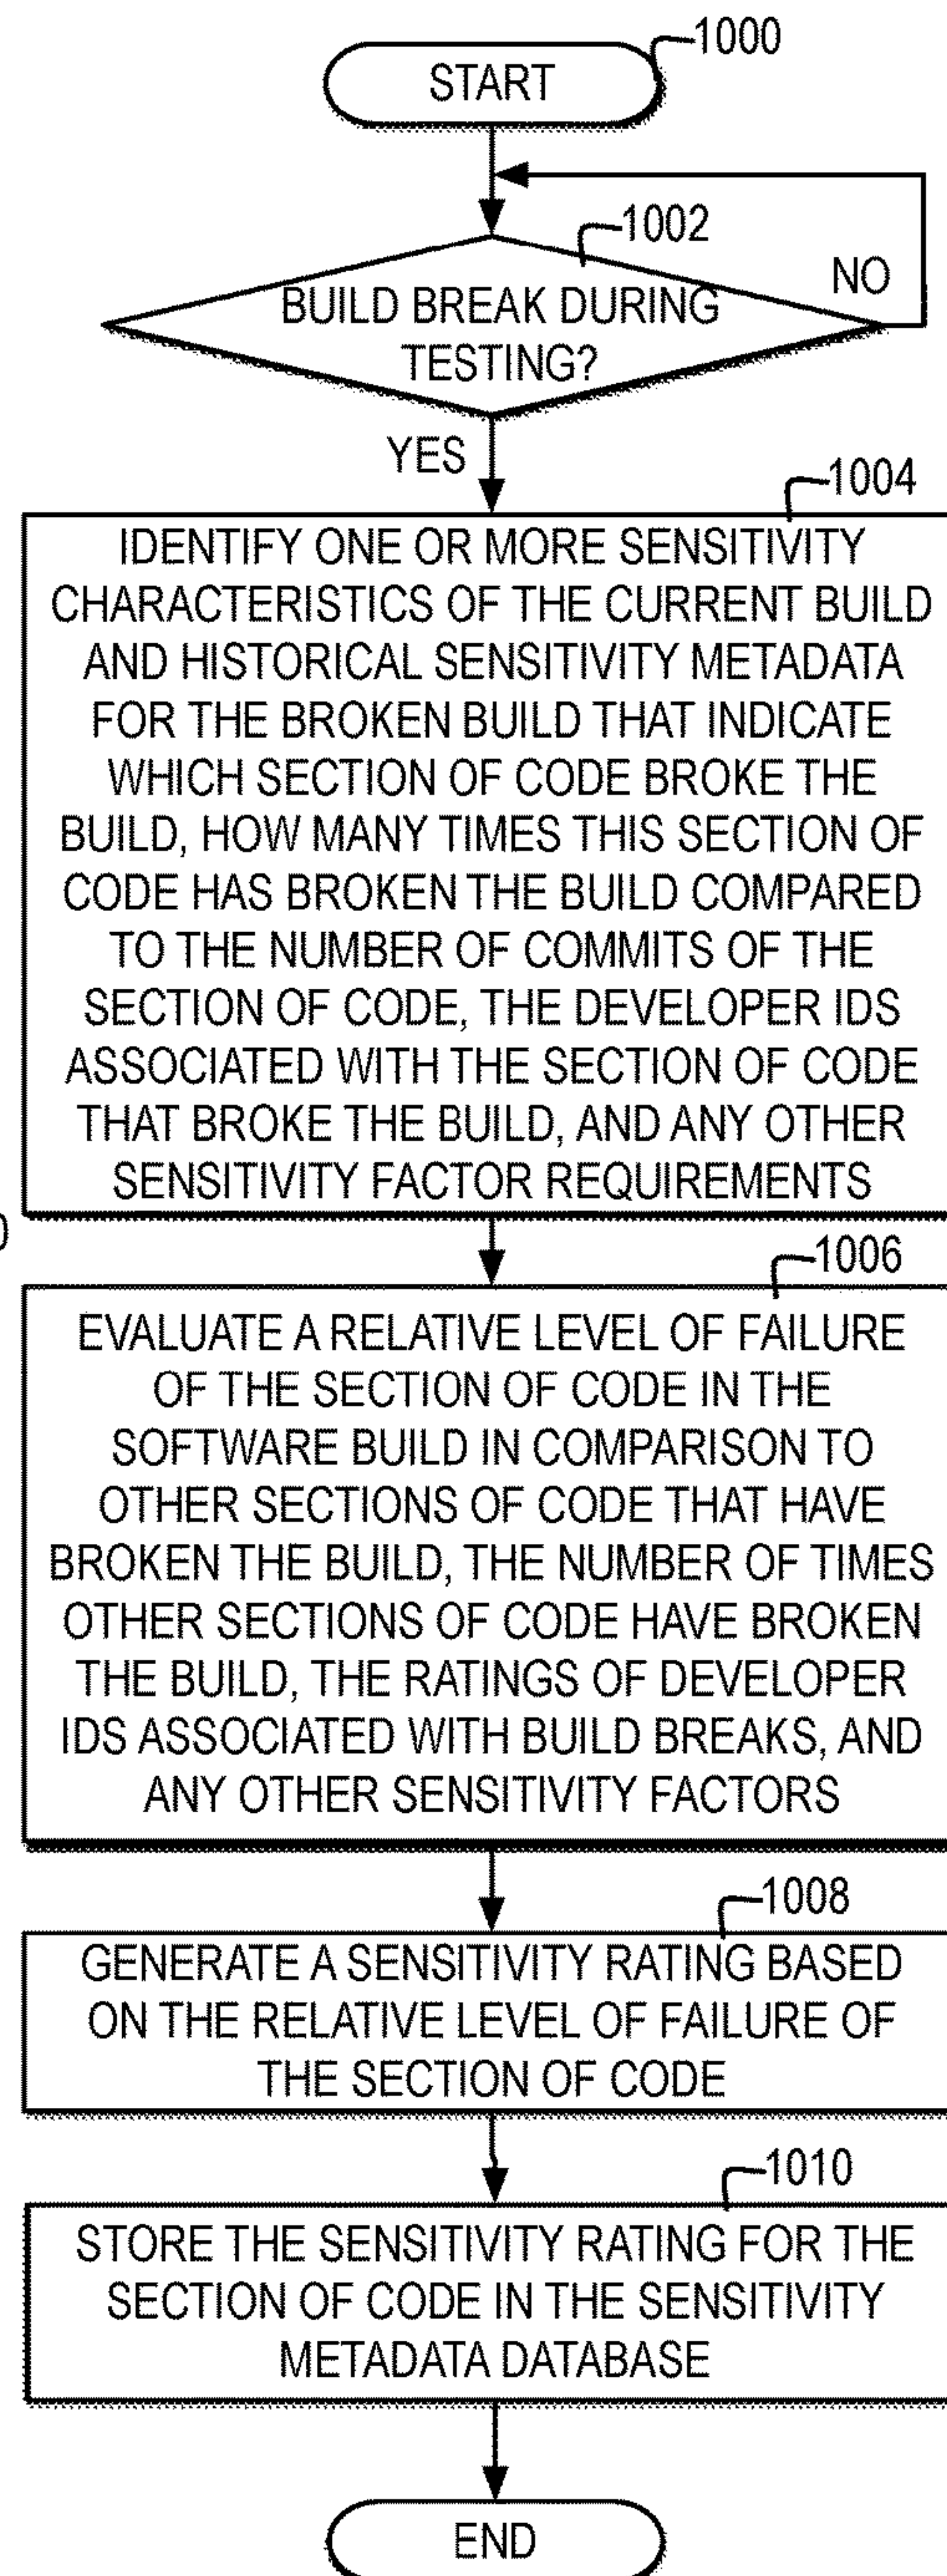 1000
START
1002
NO
BUILD BREAK DURING
TESTING?
YES
1004
IDENTIFY ONE OR MORE SENSITIVITY
CHARACTERISTICS OF THE CURRENT BUILD
AND HISTORICAL SENSITIVITY METADATA
FOR THE BROKEN BUILD THAT INDICATE
WHICH SECTION OF CODE BROKE THE
BUILD, HOW MANY TIMES THIS SECTION OF
CODE HAS BROKEN THE BUILD COMPARED
TO THE NUMBER OF COMMITS OF THE
SECTION OF CODE, THE DEVELOPER IDS
ASSOCIATED WITH THE SECTION OF CODE
THAT BROKE THE BUILD, AND ANY OTHER
SENSITIVITY FACTOR REQUIREMENTS
1006
EVALUATE A RELATIVE LEVEL OF FAILURE
OF THE SECTION OF CODE IN THE
SOFTWARE BUILD IN COMPARISON TO
OTHER SECTIONS OF CODE THAT HAVE
BROKEN THE BUILD, THE NUMBER OF TIMES
OTHER SECTIONS OF CODE HAVE BROKEN
THE BUILD, THE RATINGS OF DEVELOPER
IDS ASSOCIATED WITH BUILD BREAKS, AND
ANY OTHER SENSITIVITY FACTORS
1008
GENERATE A SENSITIVITY RATING BASED
ON THE RELATIVE LEVEL OF FAILURE OF
THE SECTION OF CODE
1010
STORE THE SENSITIVITY RATING FOR THE
SECTION OF CODE IN THE SENSITIVITY
METADATA DATABASE
END